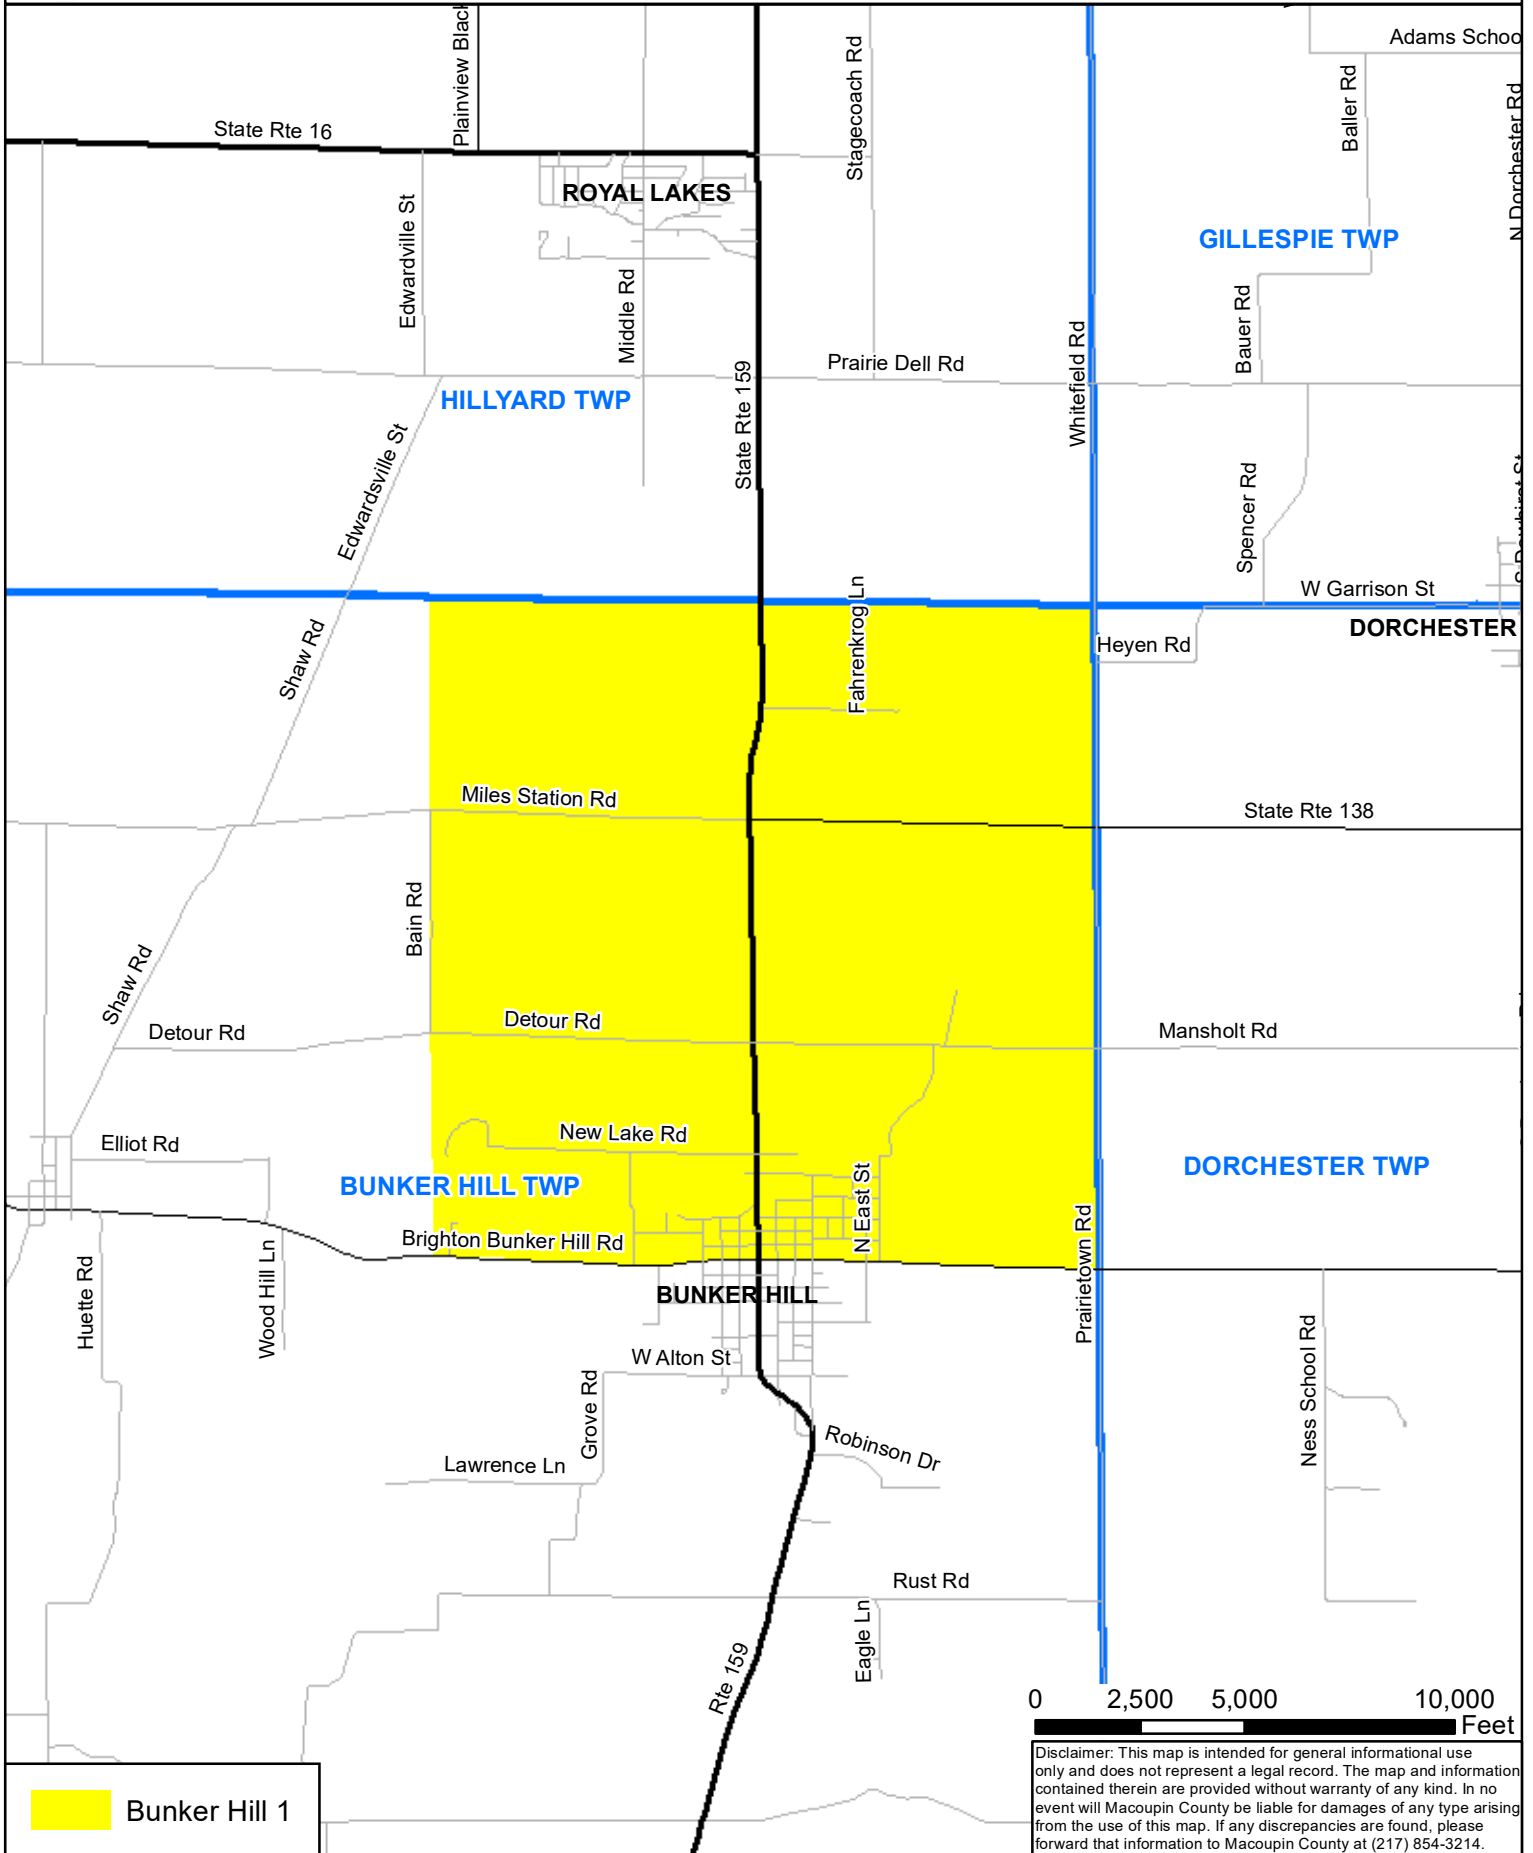 Plainview Black
Adams Schoo
Stagecoach Rd
Baller Rd
N Dorchester Rd
State Rte 16
ROYAL LAKES
Edwardville St
GILLESPIE TWP
Middle Rd
Bauer Rd
Whitefield Rd
Prairie Dell Rd
State Rte 159
HILLYARD TWP
Edwardsville St
Spencer Rd
W Garrison St
Fahrenkrog Ln
DORCHESTER
Heyen Rd
Shaw Rd
Miles Station Rd
State Rte 138
Bain Rd
Shaw Rd
Detour Rd
Detour Rd
Mansholt Rd
New Lake Rd
Elliot Rd
N East St
BUNKER HILL TWP
DORCHESTER TWP
Brighton Bunker Hill Rd
Prairietown Rd
Huette Rd
Wood Hill Ln
BUNKER HILL
Ness School Rd
W Alton St
Grove Rd
Robinson Dr
Lawrence Ln
Rust Rd
Eagle Ln
Rte 159
0 2,500 5,000 10,000
Feet
Disclaimer: This map is intended for general informational use
only and does not represent a legal record. The map and information
contained therein are provided without warranty of any kind. In no
event will Macoupin County be liable for damages of any type arising
from the use of this map. If any discrepancies are found, please
forward that information to Macoupin County at (217) 854-3214.
Bunker Hill 1